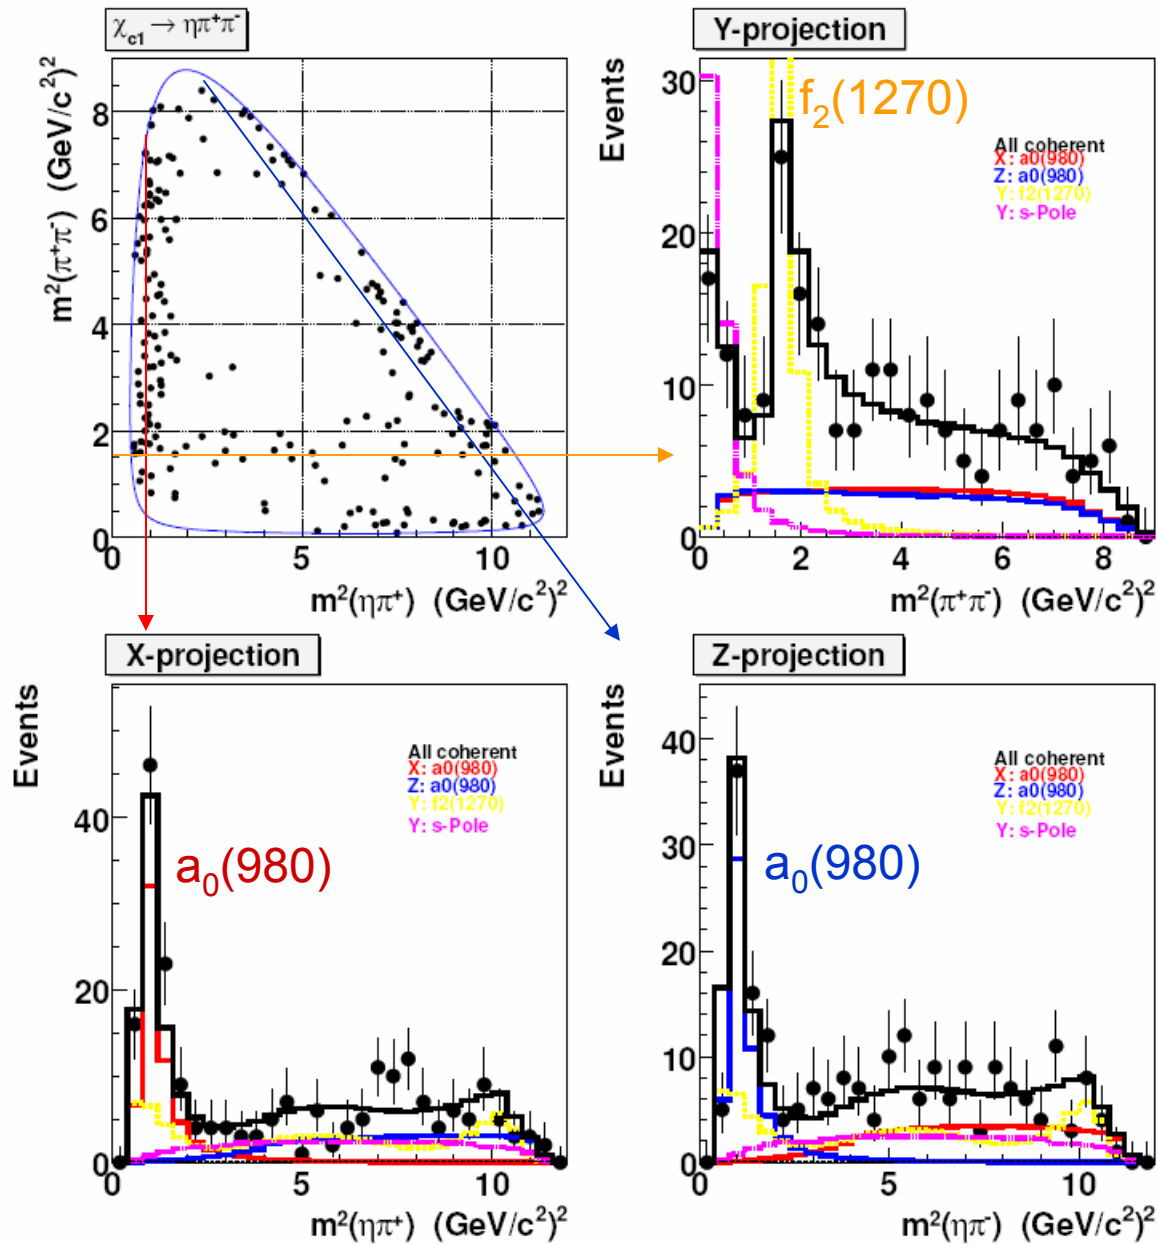 χc1 → ηπ+π-
m²(π+π-) (GeV/c²)²
8
6
4
2
0
0 5 10
m²(ηπ+) (GeV/c²)²
Y-projection
Events
30
20
10
0
f2(1270)
All coherent
X: a0(980)
Z: a0(980)
Y: f2(1270)
Y: s-Pole
0 2 4 6 8
m²(π+π-) (GeV/c²)²
X-projection
Events
40
20
0
a0(980)
All coherent
X: a0(980)
Z: a0(980)
Y: f2(1270)
Y: s-Pole
0 5 10
m²(ηπ+) (GeV/c²)²
Z-projection
Events
40
30
20
10
0
a0(980)
All coherent
X: a0(980)
Z: a0(980)
Y: f2(1270)
Y: s-Pole
0 5 10
m²(ηπ-) (GeV/c²)²